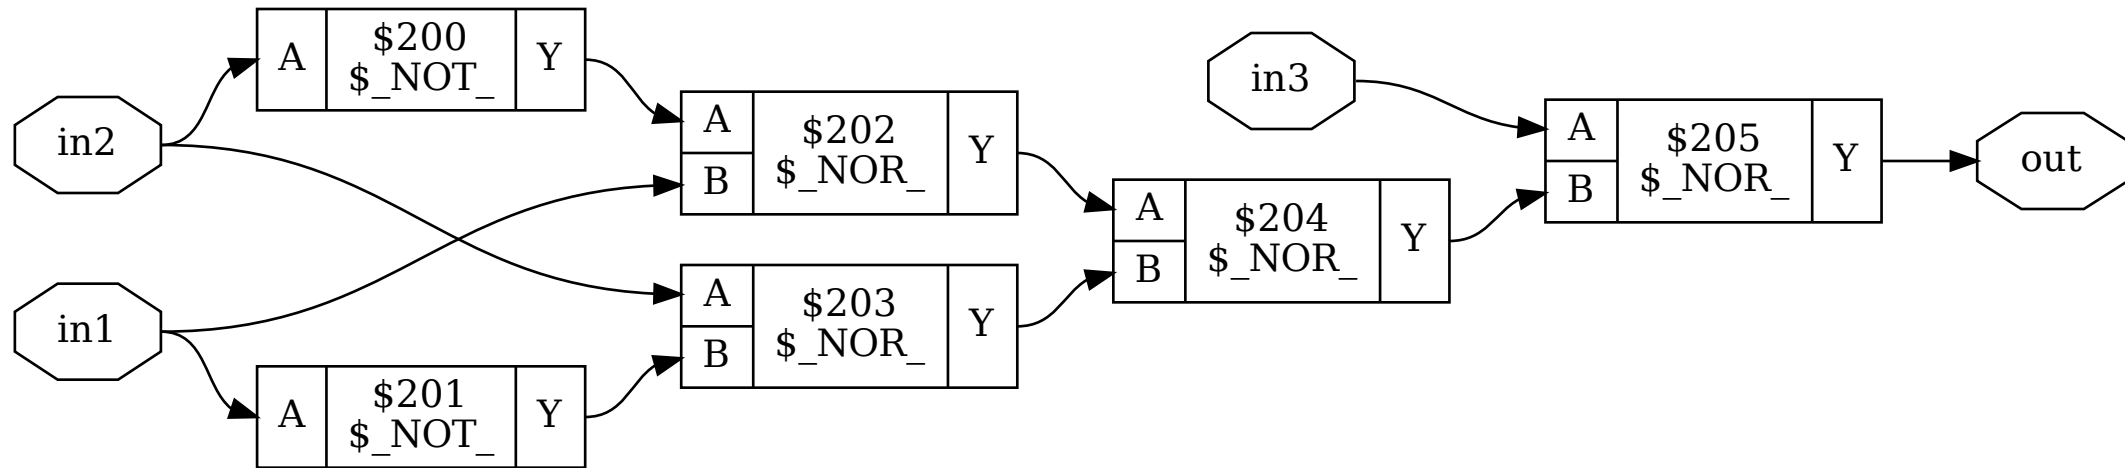 in2
in1
A
$200
$_NOT_
Y
A
$201
$_NOT_
Y
A
B
$202
$_NOR_
Y
A
B
$203
$_NOR_
Y
in3
A
B
$204
$_NOR_
Y
A
B
$205
$_NOR_
Y
out